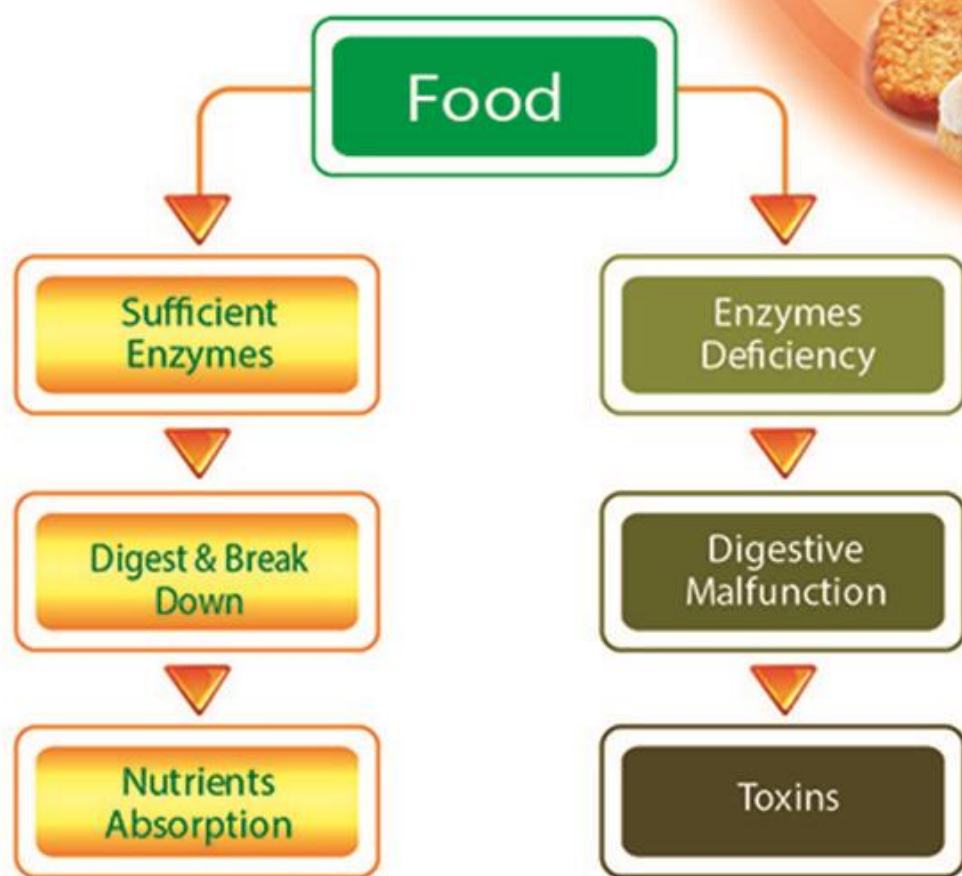 Food
Sufficient
Enzymes
Digest & Break
Down
Nutrients
Absorption
Enzymes
Deficiency
Digestive
Malfunction
Toxins